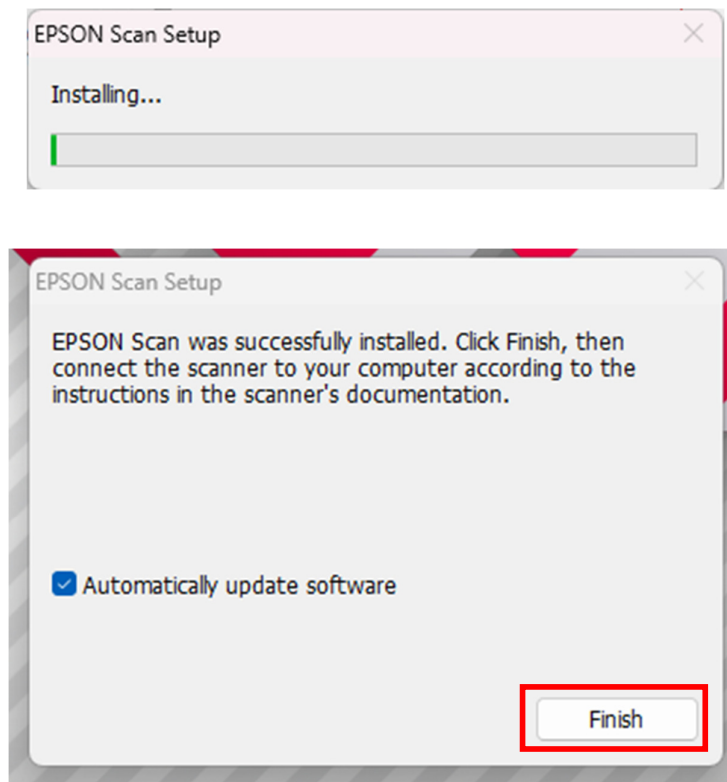 EPSON Scan Setup
Installing...
EPSON Scan Setup
EPSON Scan was successfully installed. Click Finish, then
connect the scanner to your computer according to the
instructions in the scanner's documentation.
Automatically update software
Finish